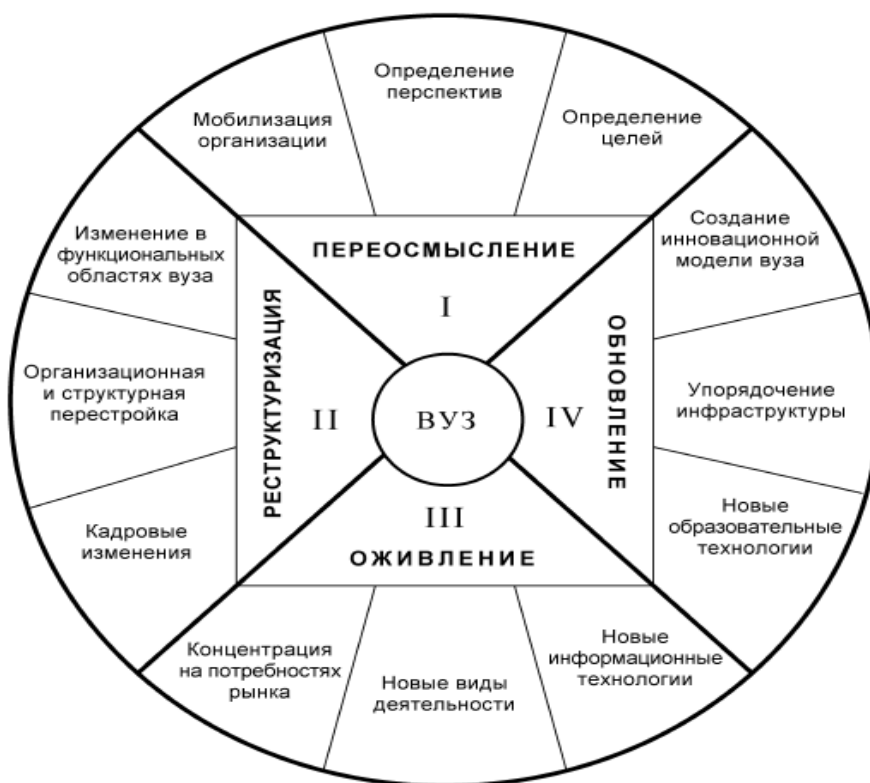 Мобилизация
организации
Определение
перспектив
Определение
целей
ПЕРЕОСМЫСЛЕНИЕ
I
Изменение в
функциональных
областях вуза
Организационная
и структурная
перестройка
Кадровые
изменения
РЕСТРУКТУРИЗАЦИЯ
II
ВУЗ
IV
ОБНОВЛЕНИЕ
Создание
инновационной
модели вуза
Упорядочение
инфраструктуры
Новые
образовательные
технологии
III
ОЖИВЛЕНИЕ
Концентрация
на потребностях
рынка
Новые виды
деятельности
Новые
информационные
технологии